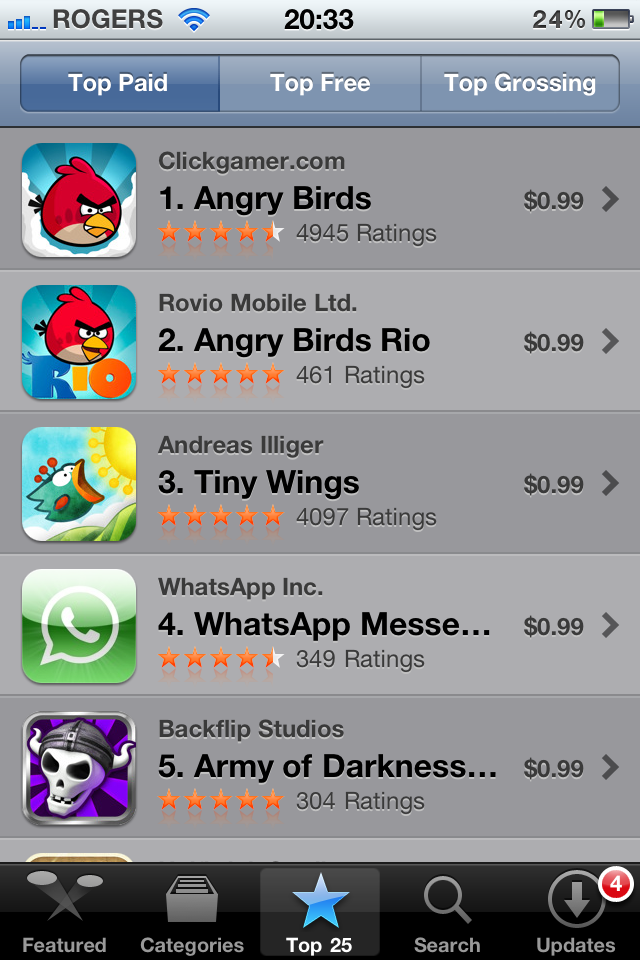 ROGERS 20:33 24%
Top Paid Top Free Top Grossing
Clickgamer.com
1. Angry Birds $0.99
4945 Ratings
Rovio Mobile Ltd.
2. Angry Birds Rio $0.99
461 Ratings
RIO
Andreas Illiger
3. Tiny Wings $0.99
4097 Ratings
WhatsApp Inc.
4. WhatsApp Messe... $0.99
349 Ratings
Backflip Studios
5. Army of Darkness... $0.99
304 Ratings
4
Featured Categories Top 25 Search Updates